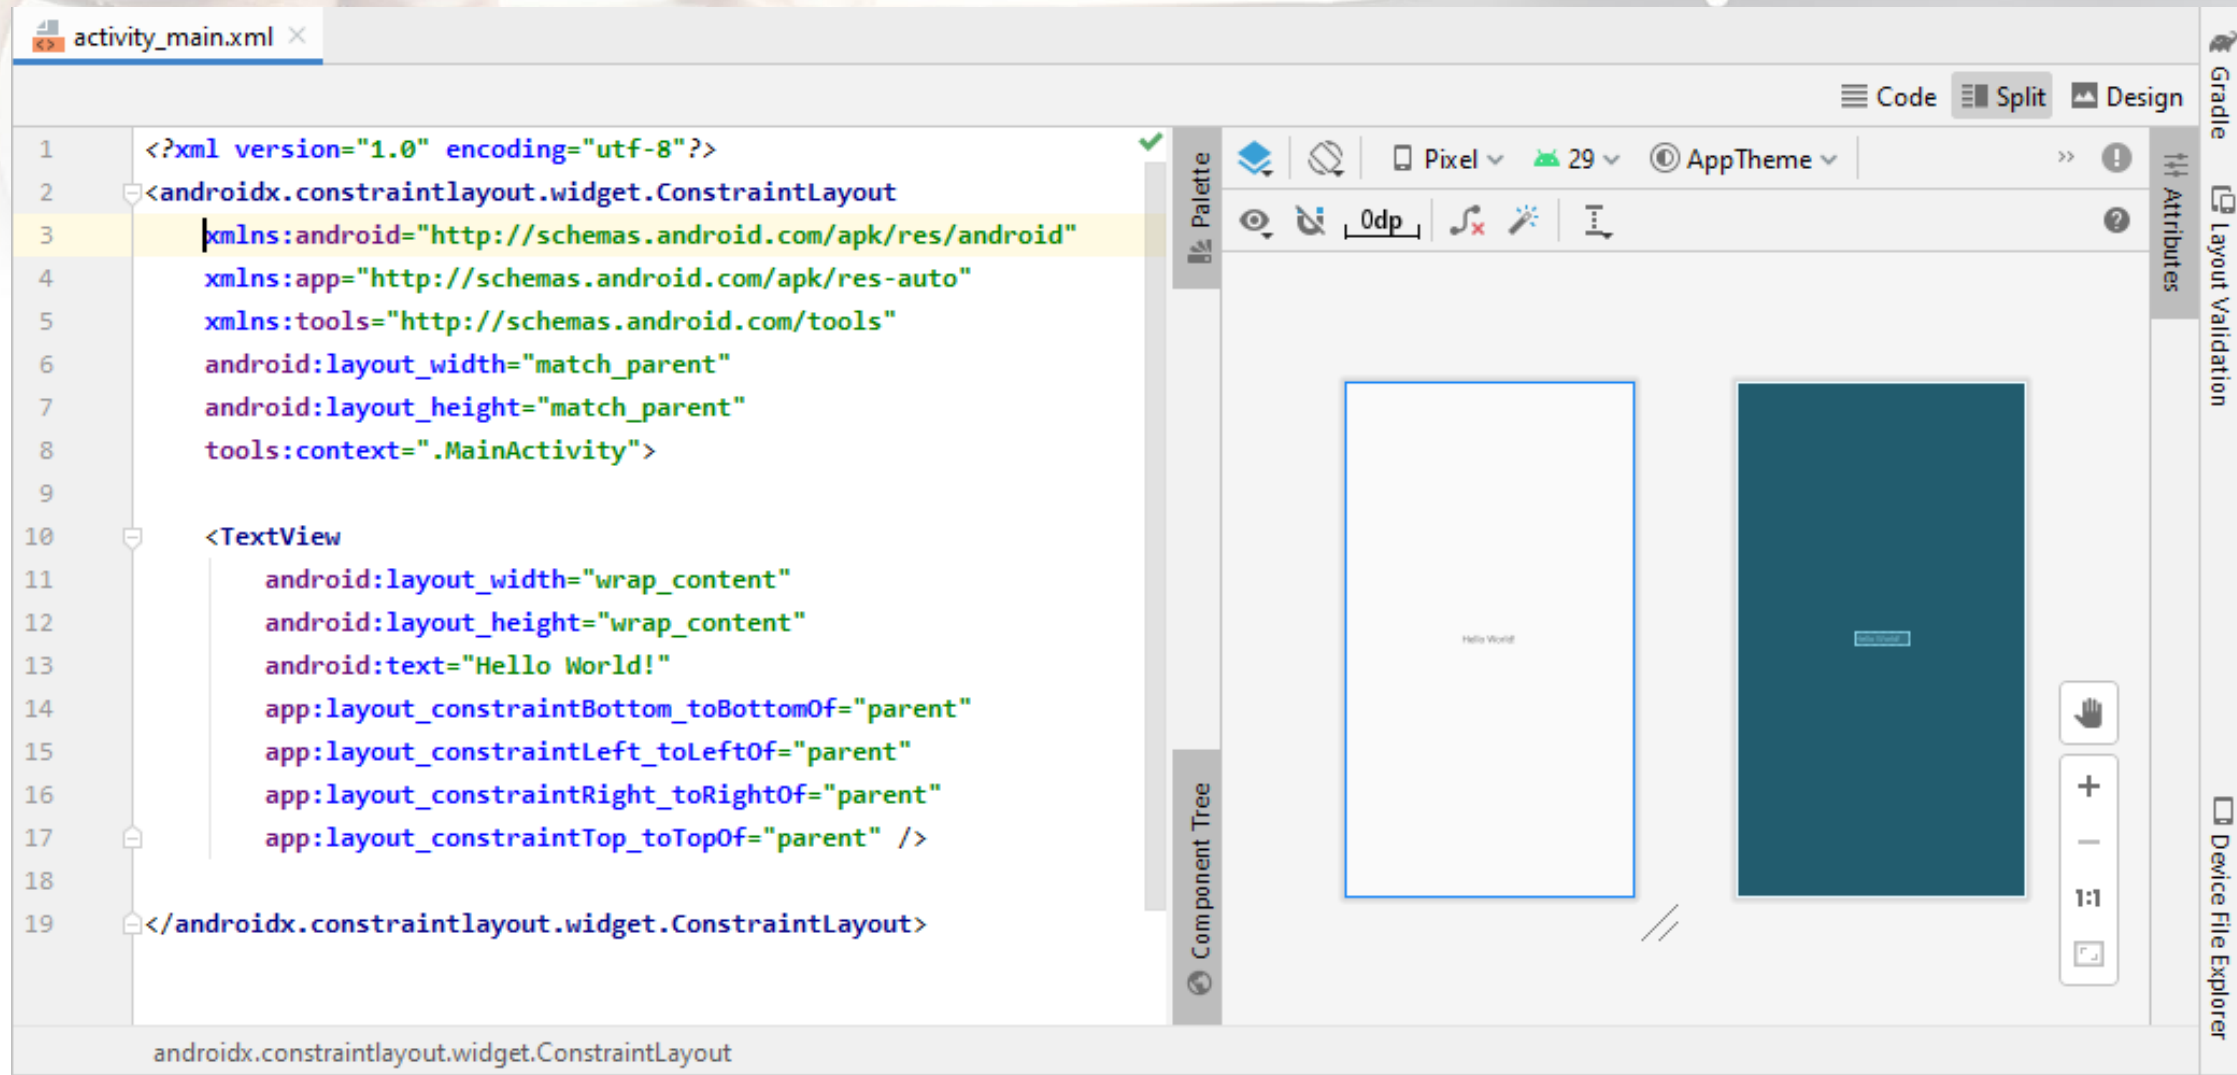 activity_main.xml
Code Split Design
1 <?xml version="1.0" encoding="utf-8"?>
2 <androidx.constraintlayout.widget.ConstraintLayout
3 xmlns:android="http://schemas.android.com/apk/res/android"
4 xmlns:app="http://schemas.android.com/apk/res-auto"
5 xmlns:tools="http://schemas.android.com/tools"
6 android:layout_width="match_parent"
7 android:layout_height="match_parent"
8 tools:context=".MainActivity">
9
10 <TextView
11 android:layout_width="wrap_content"
12 android:layout_height="wrap_content"
13 android:text="Hello World!"
14 app:layout_constraintBottom_toBottomOf="parent"
15 app:layout_constraintLeft_toLeftOf="parent"
16 app:layout_constraintRight_toRightOf="parent"
17 app:layout_constraintTop_toTopOf="parent" />
18
19 </androidx.constraintlayout.widget.ConstraintLayout>
androidx.constraintlayout.widget.ConstraintLayout
Palette
Component Tree
Pixel 29 AppTheme
0dp
Hello World!
Hello World!
1:1
Attributes
Gradle
Layout Validation
Device File Explorer